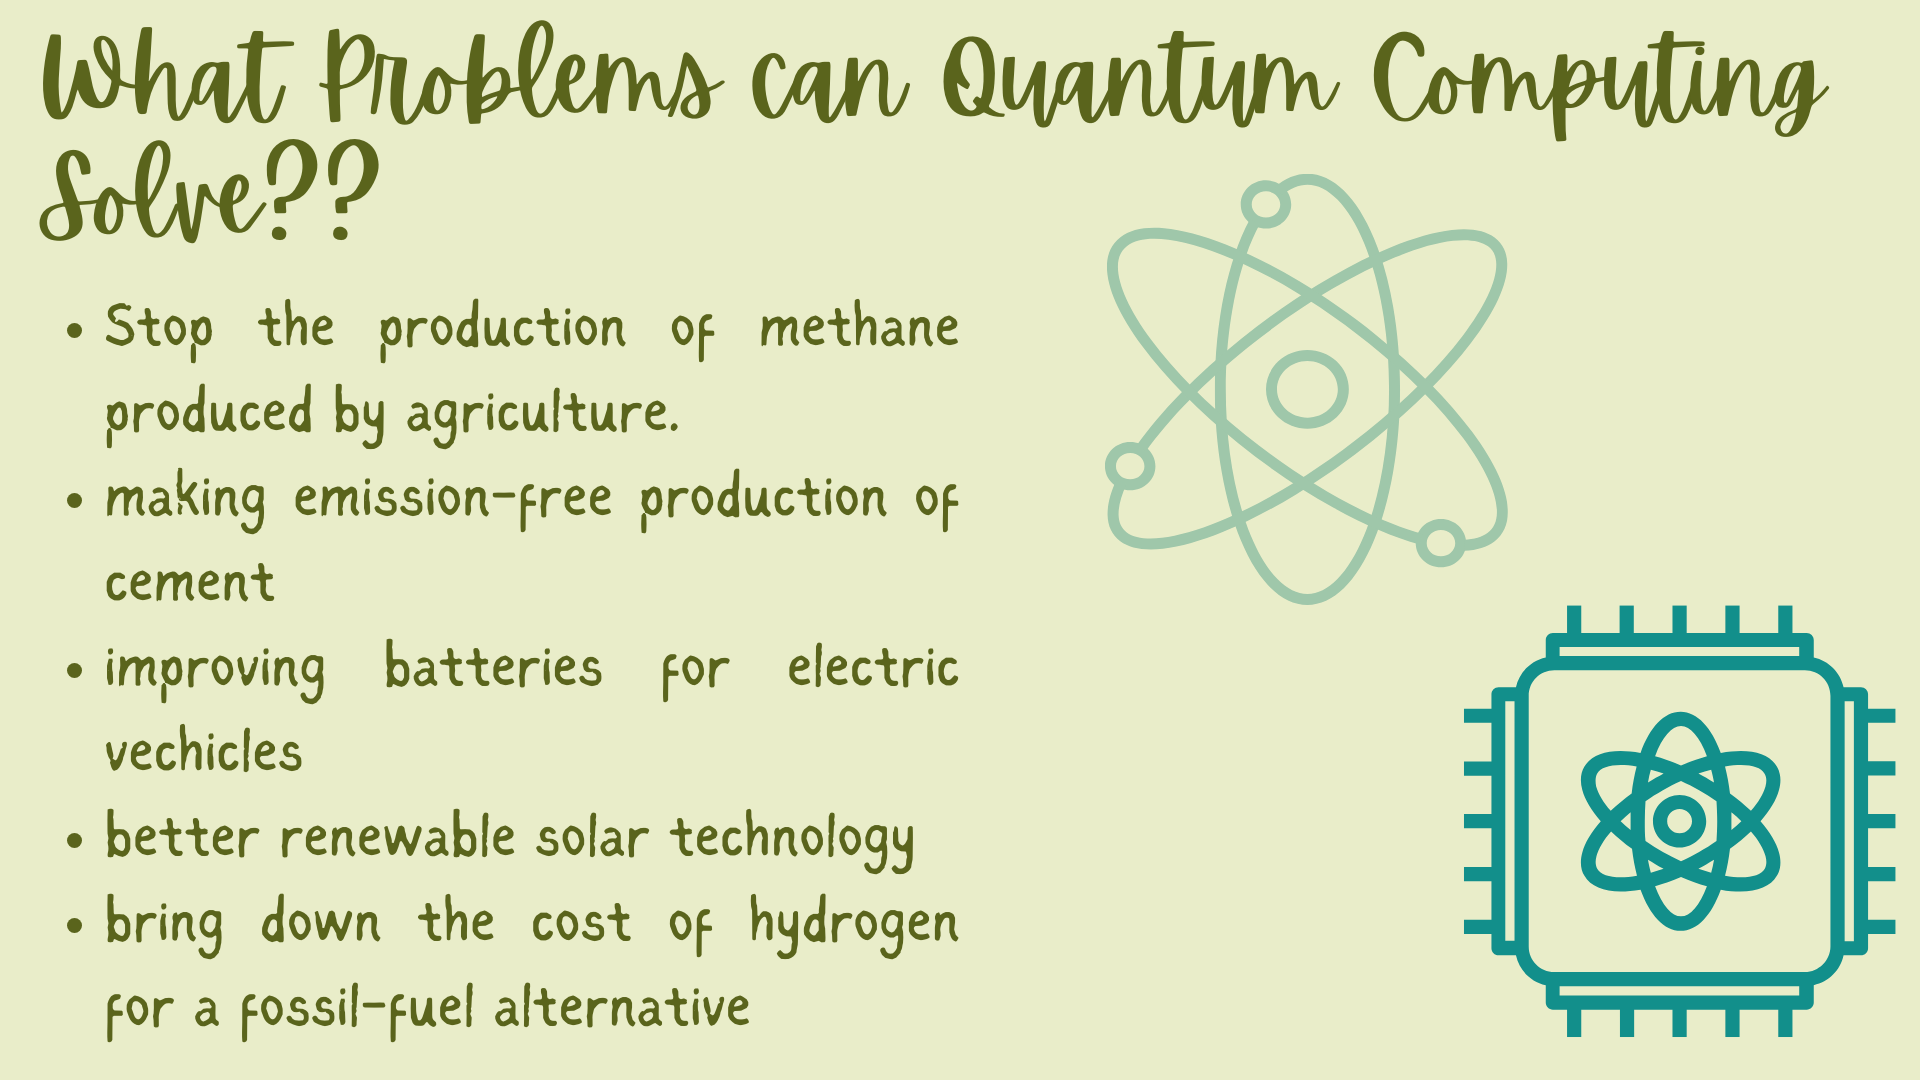 What Problems can Quantum Computing
Solve??
• Stop the production of methane
produced by agriculture.
• making emission-free production of
cement
• improving batteries for electric
vechicles
• better renewable solar technology
• bring down the cost of hydrogen
for a fossil-fuel alternative